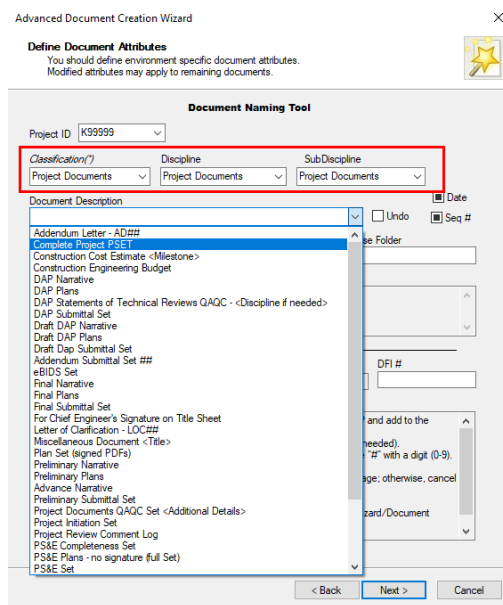 Advanced Document Creation Wizard
Define Document Attributes
You should define environment specific document attributes.
Modified attributes may apply to remaining documents.
Document Naming Tool
Project ID K99999
Classification(*) Discipline SubDiscipline
Project Documents Project Documents Project Documents
Document Description Date
Undo Seq #
Addendum Letter - AD##
se Folder
Complete Project PSET
Construction Cost Estimate <Milestone>
Construction Engineering Budget
DAP Narrative
DAP Plans
DAP Statements of Technical Reviews QAQC - <Discipline if needed>
DAP Submittal Set
Draft DAP Narrative
Draft DAP Plans
Draft Dap Submittal Set
Addendum Submittal Set ##
DFI #
eBIDS Set
Final Narrative
Final Plans
Final Submittal Set
For Chief Engineer's Signature on Title Sheet
and add to the
Letter of Clarification - LOC##
Miscellaneous Document <Title>
needed).
Plan Set (signed PDFs)
"#" with a digit (0-9).
Preliminary Narrative
Preliminary Plans
age; otherwise, cancel
Advance Narrative
Preliminary Submittal Set
Project Documents QAQC Set <Additional Details>
zard/Document
Project Initiation Set
Project Review Comment Log
PS&E Completeness Set
PS&E Plans - no signature (full Set)
PS&E Set
< Back Next > Cancel